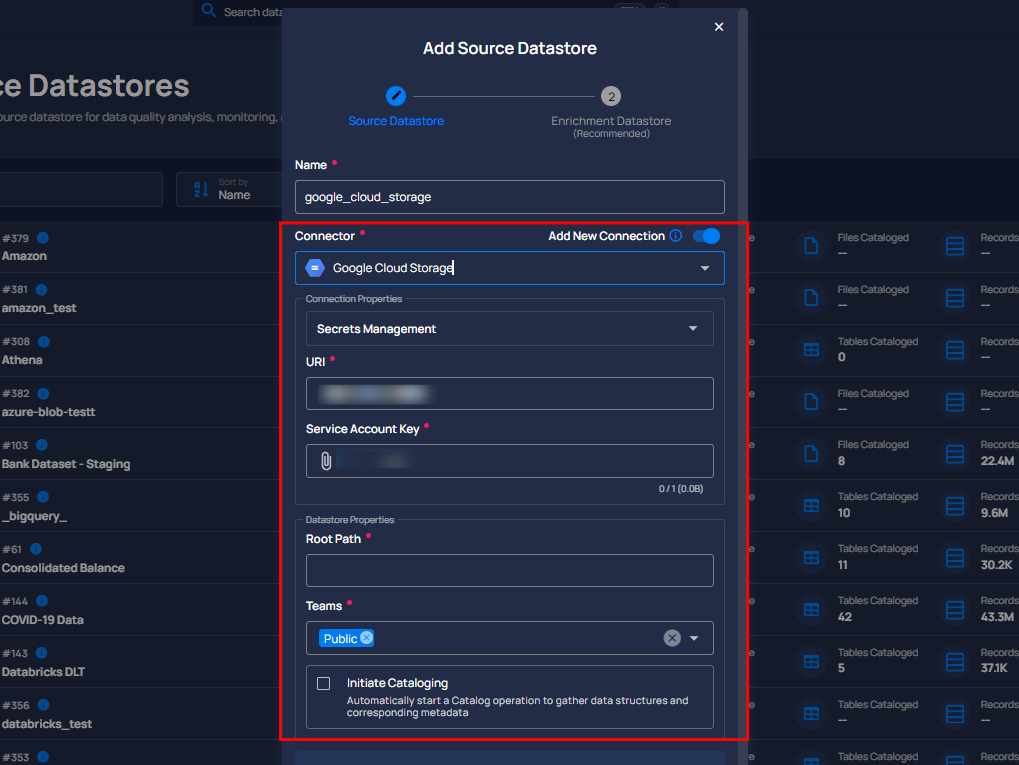 Search data
Add Source Datastore
ce Datastores
ource datastore for data quality analysis, monitoring,
2
Source Datastore
Enrichment Datastore
(Recommended)
Name *
google_cloud_storage
Sort by
Name
Connector *
Add New Connection
Google Cloud Storage
Connection Properties
Secrets Management
URI *
Service Account Key *
0 / 1 (0.0B)
Datastore Properties
Root Path *
Teams *
Public
Initiate Cataloging
Automatically start a Catalog operation to gather data structures and
corresponding metadata
#379
Amazon
Files Cataloged
--
Records
--
#381
amazon_test
Files Cataloged
--
Records
--
#308
Athena
Tables Cataloged
0
Records
--
#382
azure-blob-testt
Files Cataloged
--
Records
--
#103
Bank Dataset - Staging
Files Cataloged
8
Records
22.4M
#355
_bigquery_
Tables Cataloged
10
Records
9.6M
#61
Consolidated Balance
Tables Cataloged
11
Records
30.2K
#144
COVID-19 Data
Tables Cataloged
42
Records
43.3M
#143
Databricks DLT
Tables Cataloged
5
Records
37.1K
#356
databricks_test
Tables Cataloged
--
Records
--
#353
Tables Cataloged
Records